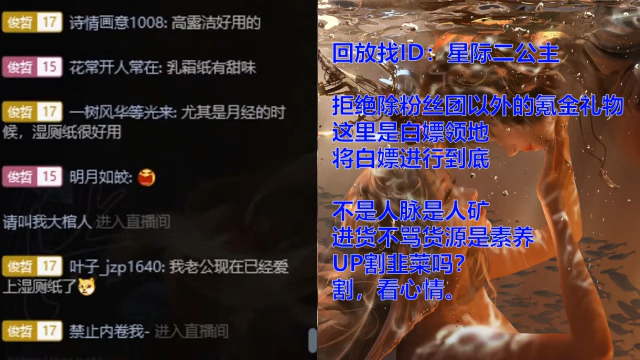 俊哲 17 诗情画意1008: 高露洁好用的
俊哲 15 花常开人常在: 乳霜纸有甜味
俊哲 17 一树风华等光来: 尤其是月经的时
候，湿厕纸很好用
俊哲 15 明月如皎:
请叫我大棺人 进入直播间
俊哲 17 叶子_jzp1640: 我老公现在已经爱
上湿厕纸了
俊哲 17 禁止内卷我- 进入直播间
回放找ID：星际二公主
拒绝除粉丝团以外的氪金礼物
这里是白嫖领地
将白嫖进行到底
不是人脉是人矿
进货不骂货源是素养
UP割韭菜吗？
割，看心情。